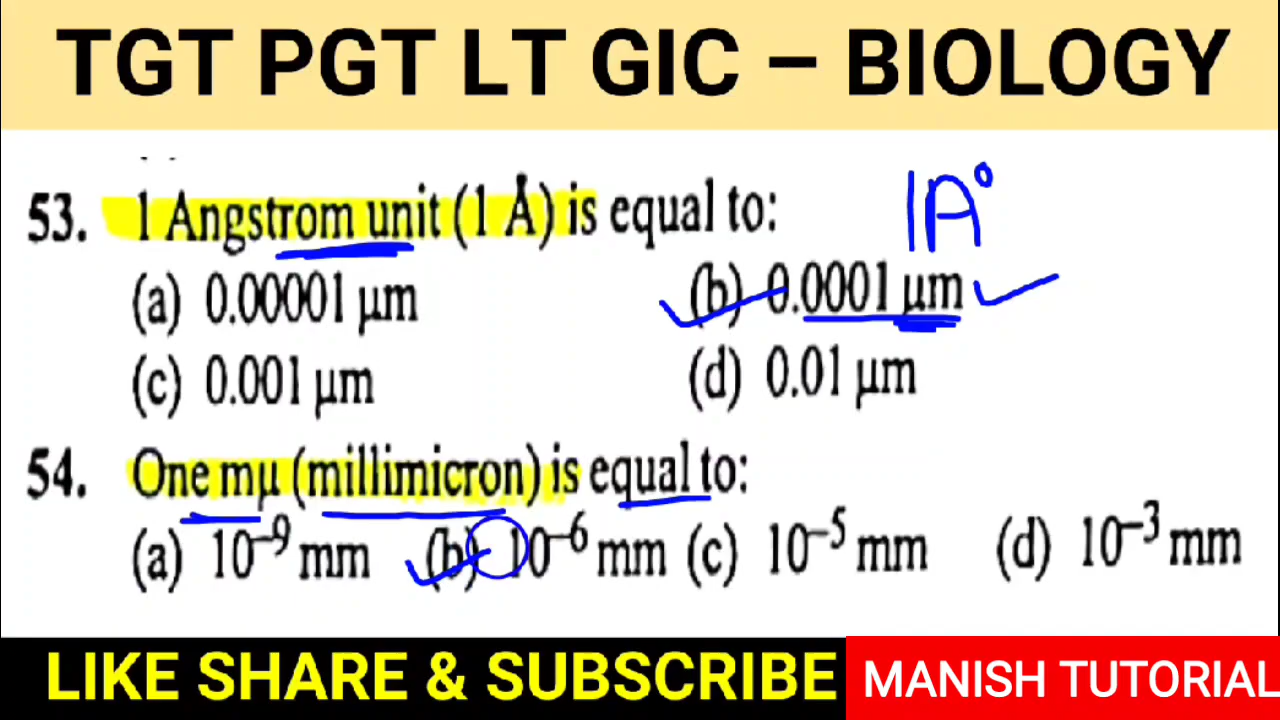 TGT PGT LT GIC – BIOLOGY
53. 1 Angstrom unit (1 Å) is equal to: 1A°
(a) 0.00001 μm (b) 0.0001 μm
(c) 0.001 μm (d) 0.01 μm
54. One mμ (millimicron) is equal to:
(a) 10⁻⁹ mm (b) 10⁻⁶ mm (c) 10⁻⁵ mm (d) 10⁻³ mm
LIKE SHARE & SUBSCRIBE MANISH TUTORIAL